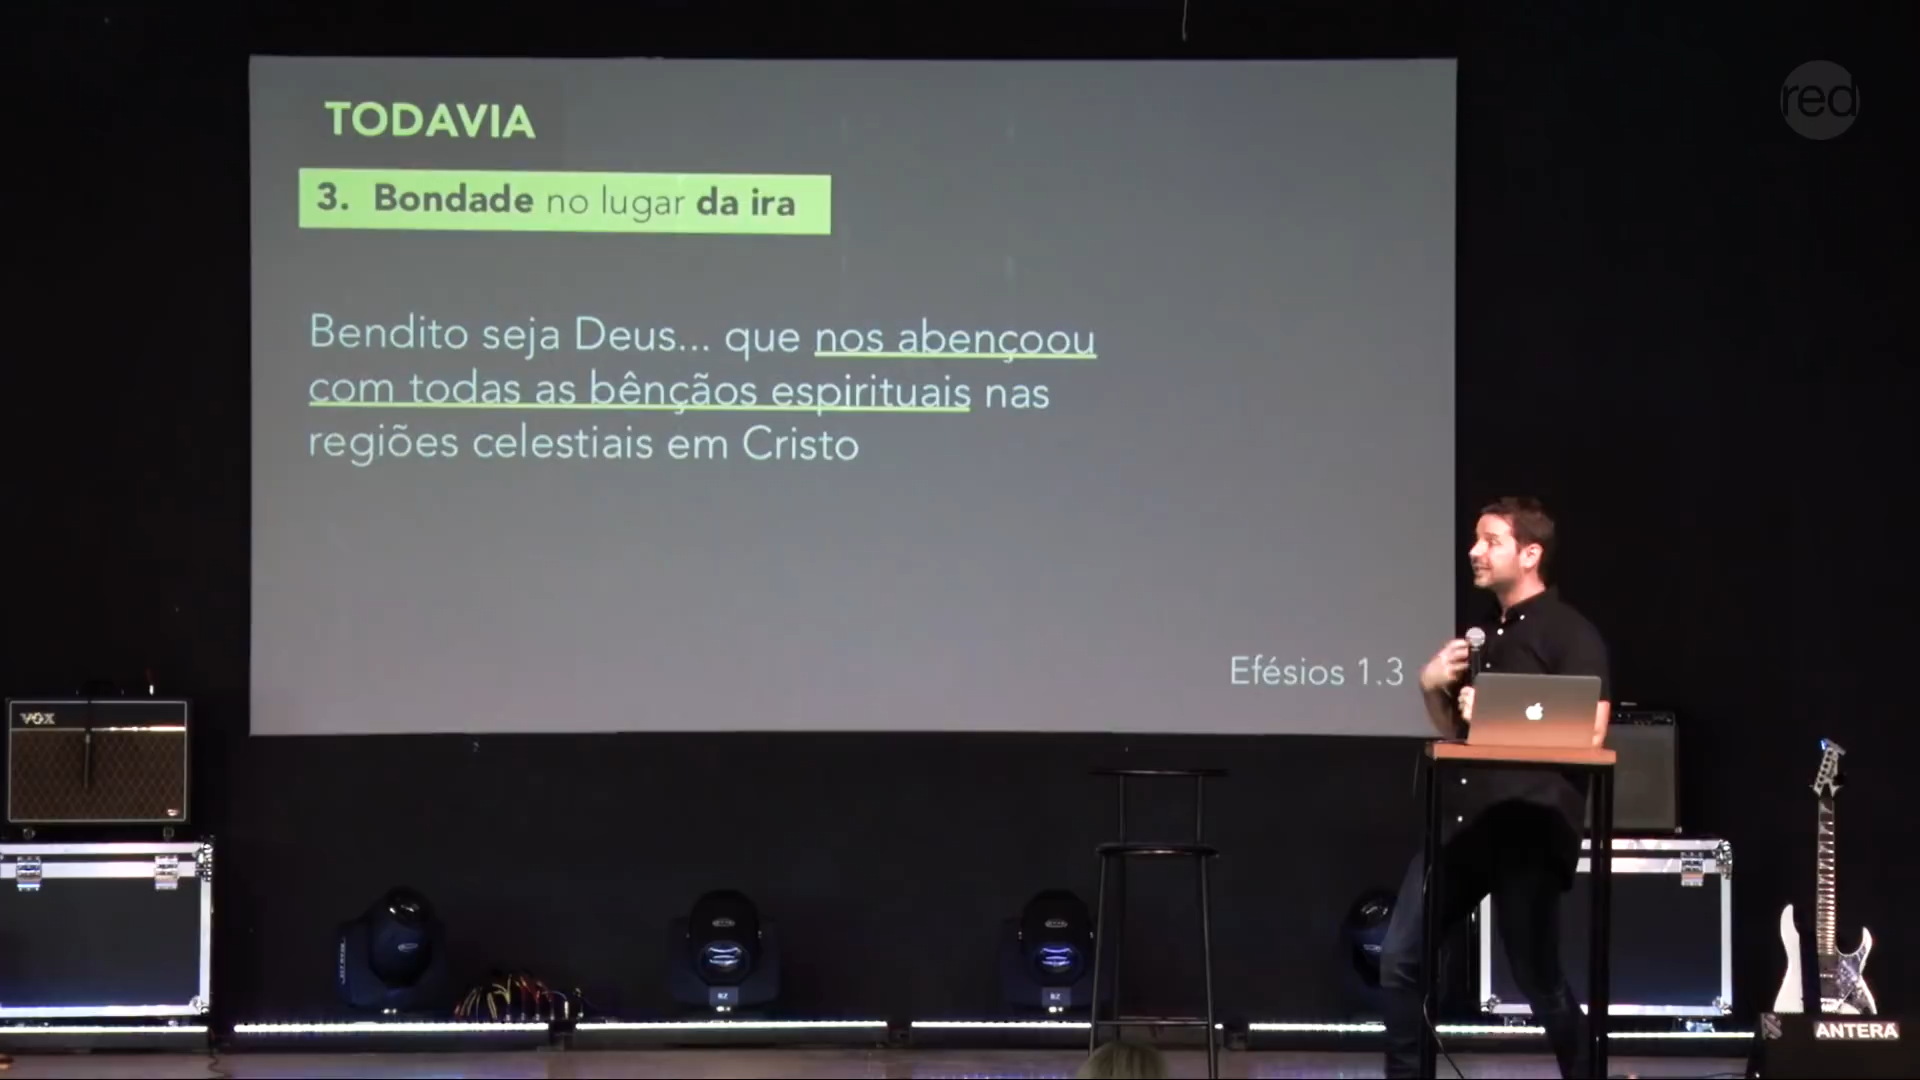 TODAVIA
3. Bondade no lugar da ira
Bendito seja Deus... que nos abençoou
com todas as bênçãos espirituais nas
regiões celestiais em Cristo
Efésios 1.3
red
VOX
ANTERA